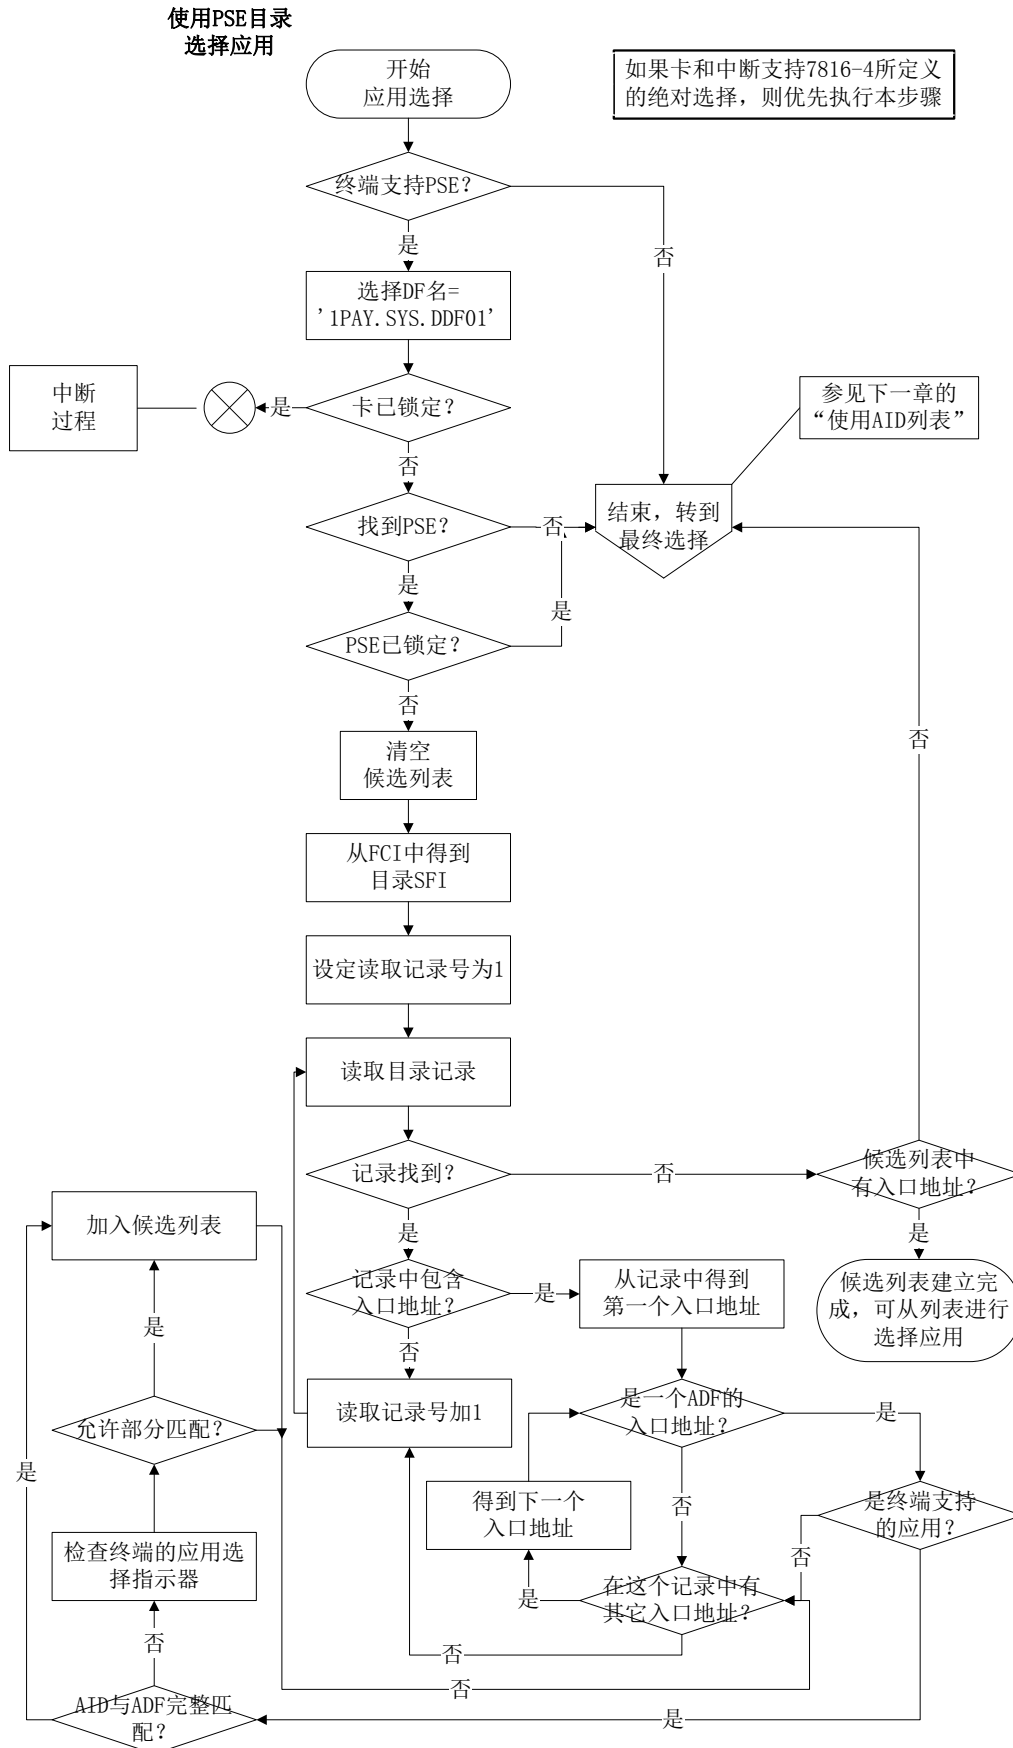 使用PSE目录
选择应用
开始
应用选择
如果卡和中断支持7816-4所定义
的绝对选择，则优先执行本步骤
终端支持PSE？
是
否
选择DF名=
'1PAY.SYS.DDF01'
中断
过程
是
卡已锁定？
参见下一章的
“使用AID列表”
否
找到PSE？
否
结束，转到
最终选择
是
是
PSE已锁定？
否
否
清空
候选列表
从FCI中得到
目录SFI
设定读取记录号为1
读取目录记录
记录找到？
否
候选列表中
有入口地址？
加入候选列表
是
是
记录中包含
入口地址？
是
从记录中得到
第一个入口地址
候选列表建立完
成，可从列表进行
选择应用
是
否
允许部分匹配？
读取记录号加1
是一个ADF的
入口地址？
是
是
得到下一个
入口地址
否
是终端支持
的应用？
检查终端的应用选
择指示器
否
是
在这个记录中有
其它入口地址？
否
否
否
AID与ADF完整匹
配？
是